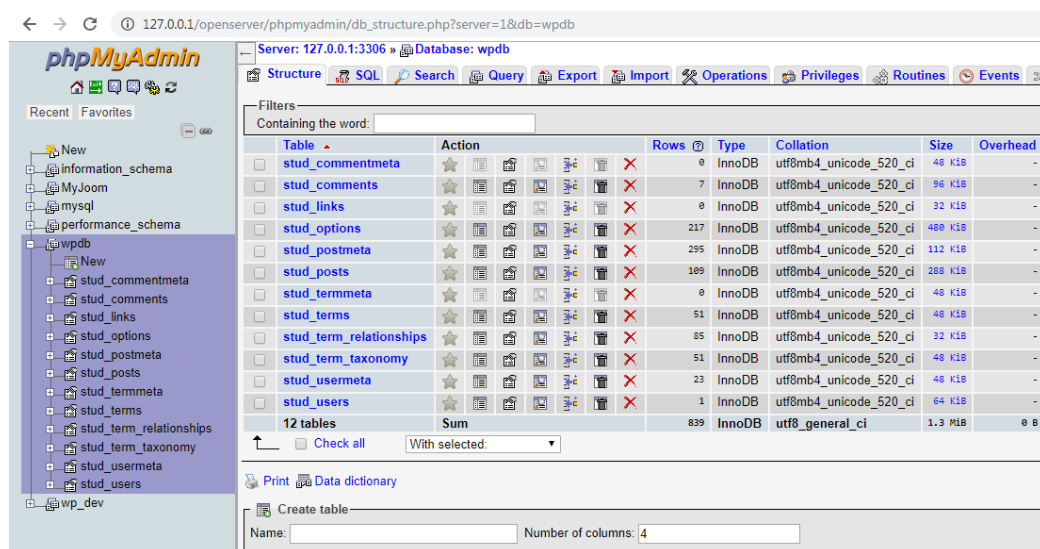 127.0.0.1/openserver/phpmyadmin/db_structure.php?server=1&db=wpdb
phpMyAdmin
Recent Favorites
New
information_schema
MyJoom
mysql
performance_schema
wpdb
New
stud_commentmeta
stud_comments
stud_links
stud_options
stud_postmeta
stud_posts
stud_termmeta
stud_terms
stud_term_relationships
stud_term_taxonomy
stud_usermeta
stud_users
wp_dev
Server: 127.0.0.1:3306 » Database: wpdb
Structure SQL Search Query Export Import Operations Privileges Routines Events
Filters
Containing the word:
Table Action Rows Type Collation Size Overhead
stud_commentmeta 0 InnoDB utf8mb4_unicode_520_ci 48 KiB -
stud_comments 7 InnoDB utf8mb4_unicode_520_ci 96 KiB -
stud_links 0 InnoDB utf8mb4_unicode_520_ci 32 KiB -
stud_options 217 InnoDB utf8mb4_unicode_520_ci 480 KiB -
stud_postmeta 295 InnoDB utf8mb4_unicode_520_ci 112 KiB -
stud_posts 109 InnoDB utf8mb4_unicode_520_ci 288 KiB -
stud_termmeta 0 InnoDB utf8mb4_unicode_520_ci 48 KiB -
stud_terms 51 InnoDB utf8mb4_unicode_520_ci 48 KiB -
stud_term_relationships 85 InnoDB utf8mb4_unicode_520_ci 32 KiB -
stud_term_taxonomy 51 InnoDB utf8mb4_unicode_520_ci 48 KiB -
stud_usermeta 23 InnoDB utf8mb4_unicode_520_ci 48 KiB -
stud_users 1 InnoDB utf8mb4_unicode_520_ci 64 KiB -
12 tables Sum 839 InnoDB utf8_general_ci 1.3 MiB 0 B
Check all With selected:
Print Data dictionary
Create table
Name: Number of columns: 4